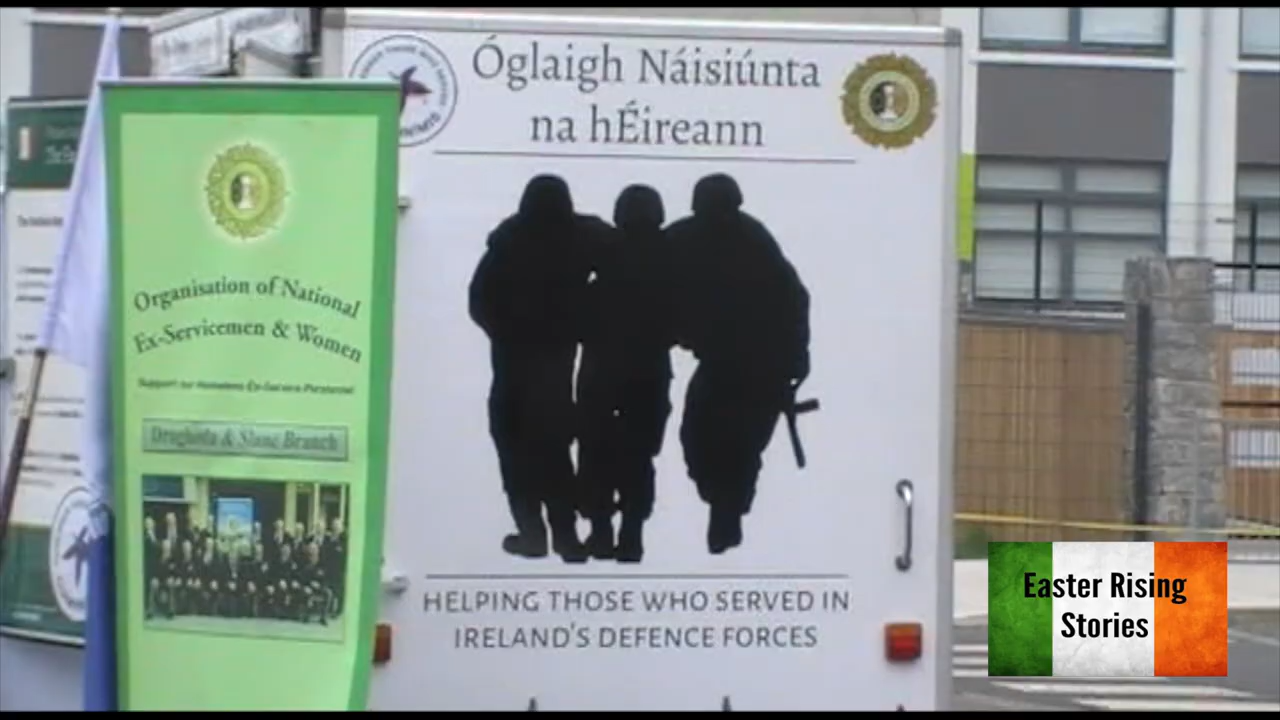 Óglaigh Náisiúnta
na hÉireann
Organisation of National
Ex-Servicemen & Women
Support our Homeless Ex-Service Personnel
Drogheda & Slane Branch
HELPING THOSE WHO SERVED IN
IRELAND'S DEFENCE FORCES
Easter Rising
Stories